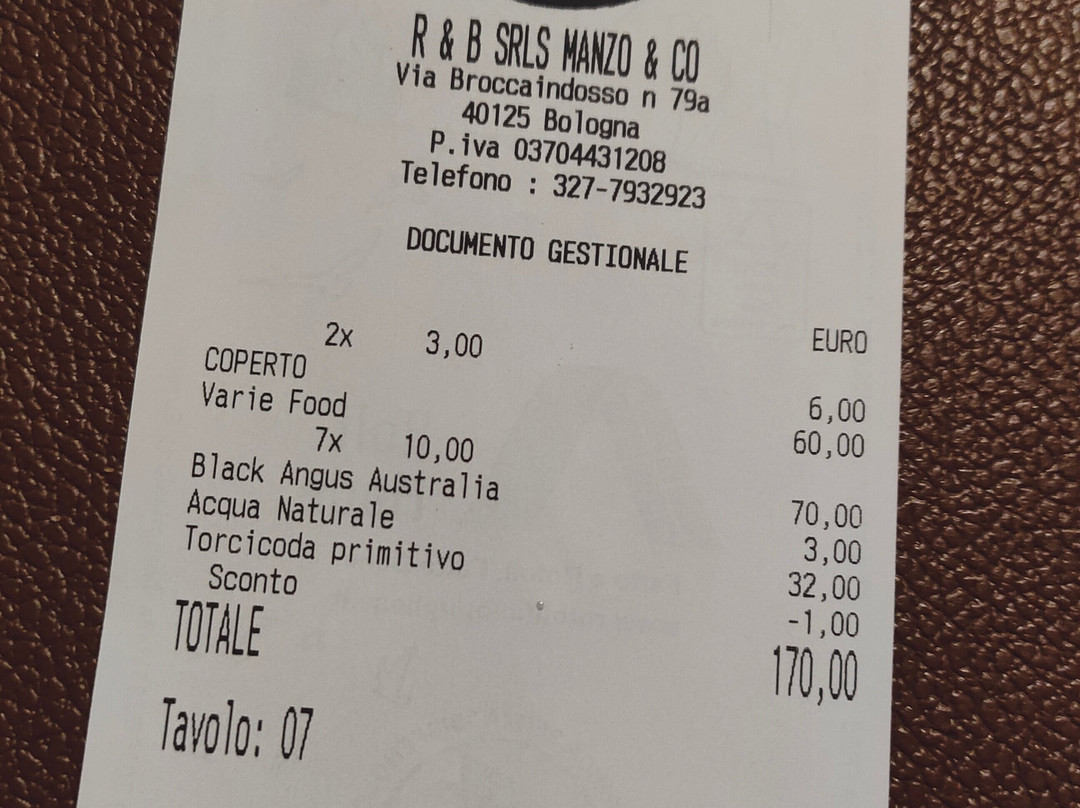 R & B SRLS MANZO & CO
Via Broccaindosso n 79a
40125 Bologna
P.iva 03704431208
Telefono : 327-7932923
DOCUMENTO GESTIONALE
2x 3,00 EURO
COPERTO 6,00
Varie Food 60,00
7x 10,00
Black Angus Australia 70,00
Acqua Naturale 3,00
Torcicoda primitivo 32,00
Sconto -1,00
TOTALE 170,00
Tavolo: 07